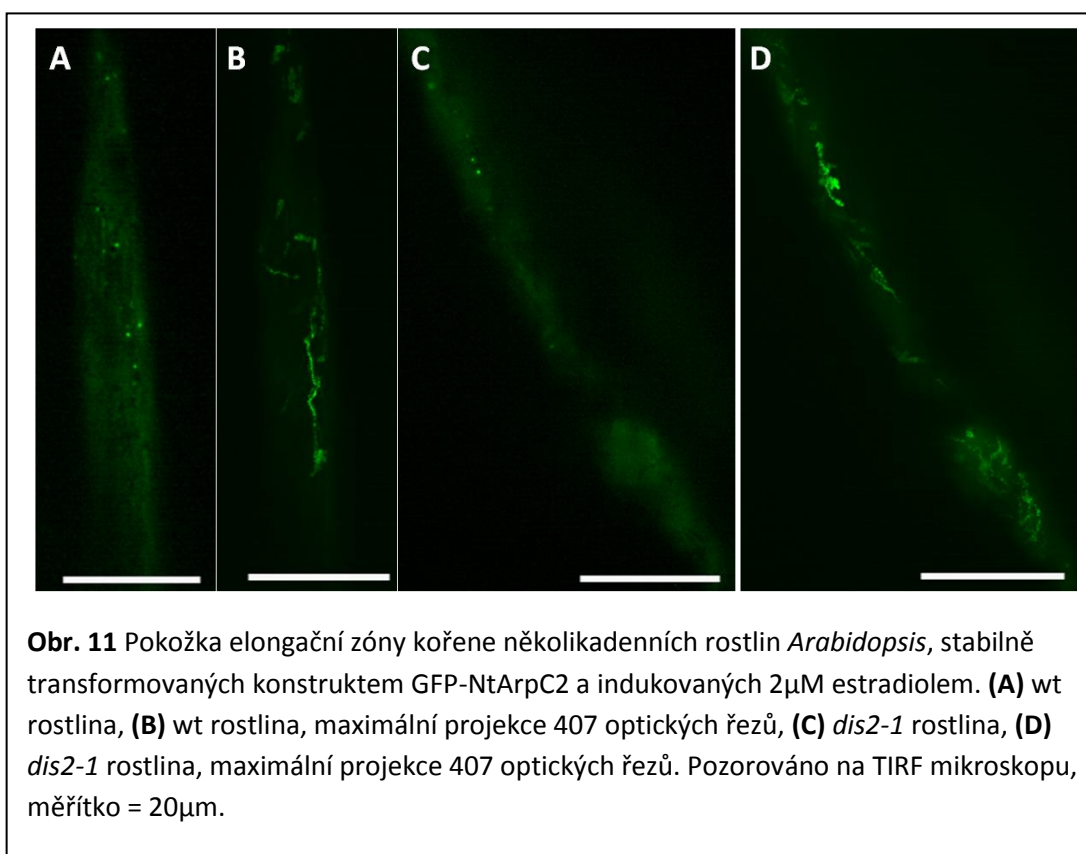 A B C D
Obr. 11 Pokožka elongační zóny kořene několikadenních rostlin Arabidopsis, stabilně
transformovaných konstruktem GFP-NtArpC2 a indukovaných 2µM estradiolem. (A) wt
rostlina, (B) wt rostlina, maximální projekce 407 optických řezů, (C) dis2-1 rostlina, (D)
dis2-1 rostlina, maximální projekce 407 optických řezů. Pozorováno na TIRF mikroskopu,
měřítko = 20µm.